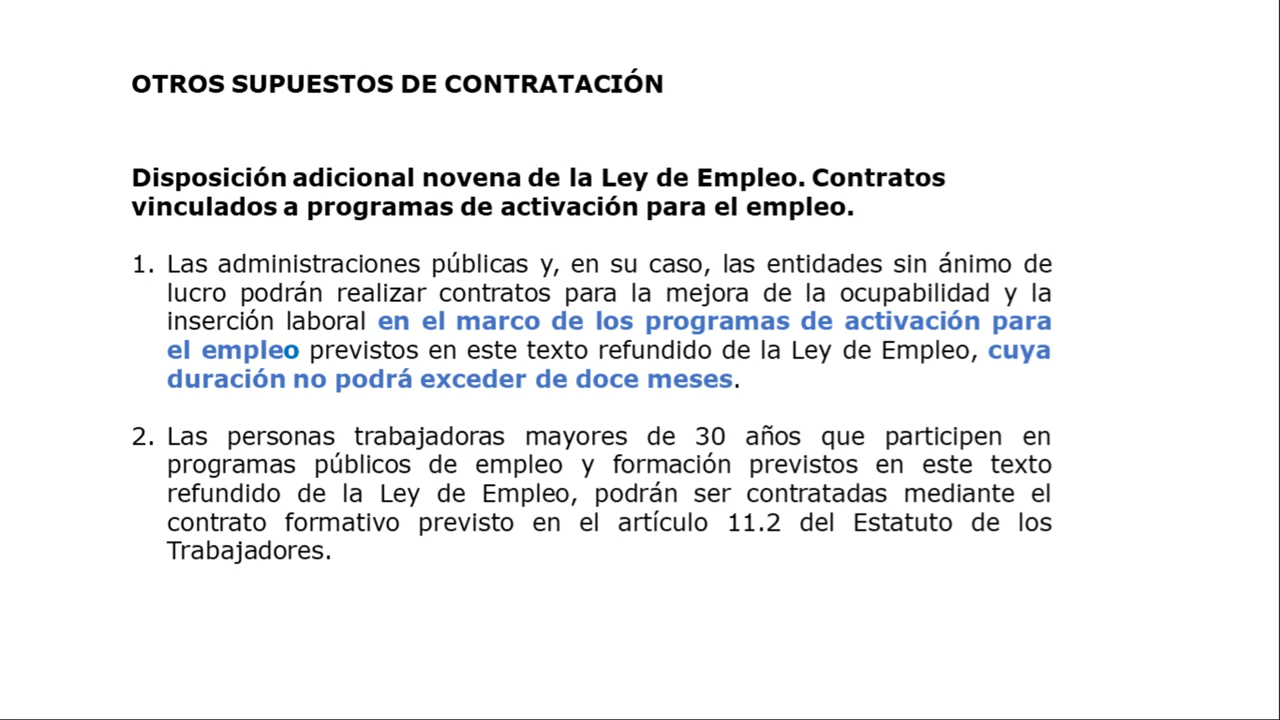 OTROS SUPUESTOS DE CONTRATACIÓN
Disposición adicional novena de la Ley de Empleo. Contratos
vinculados a programas de activación para el empleo.
1. Las administraciones públicas y, en su caso, las entidades sin ánimo de
lucro podrán realizar contratos para la mejora de la ocupabilidad y la
inserción laboral en el marco de los programas de activación para
el empleo previstos en este texto refundido de la Ley de Empleo, cuya
duración no podrá exceder de doce meses.
2. Las personas trabajadoras mayores de 30 años que participen en
programas públicos de empleo y formación previstos en este texto
refundido de la Ley de Empleo, podrán ser contratadas mediante el
contrato formativo previsto en el artículo 11.2 del Estatuto de los
Trabajadores.